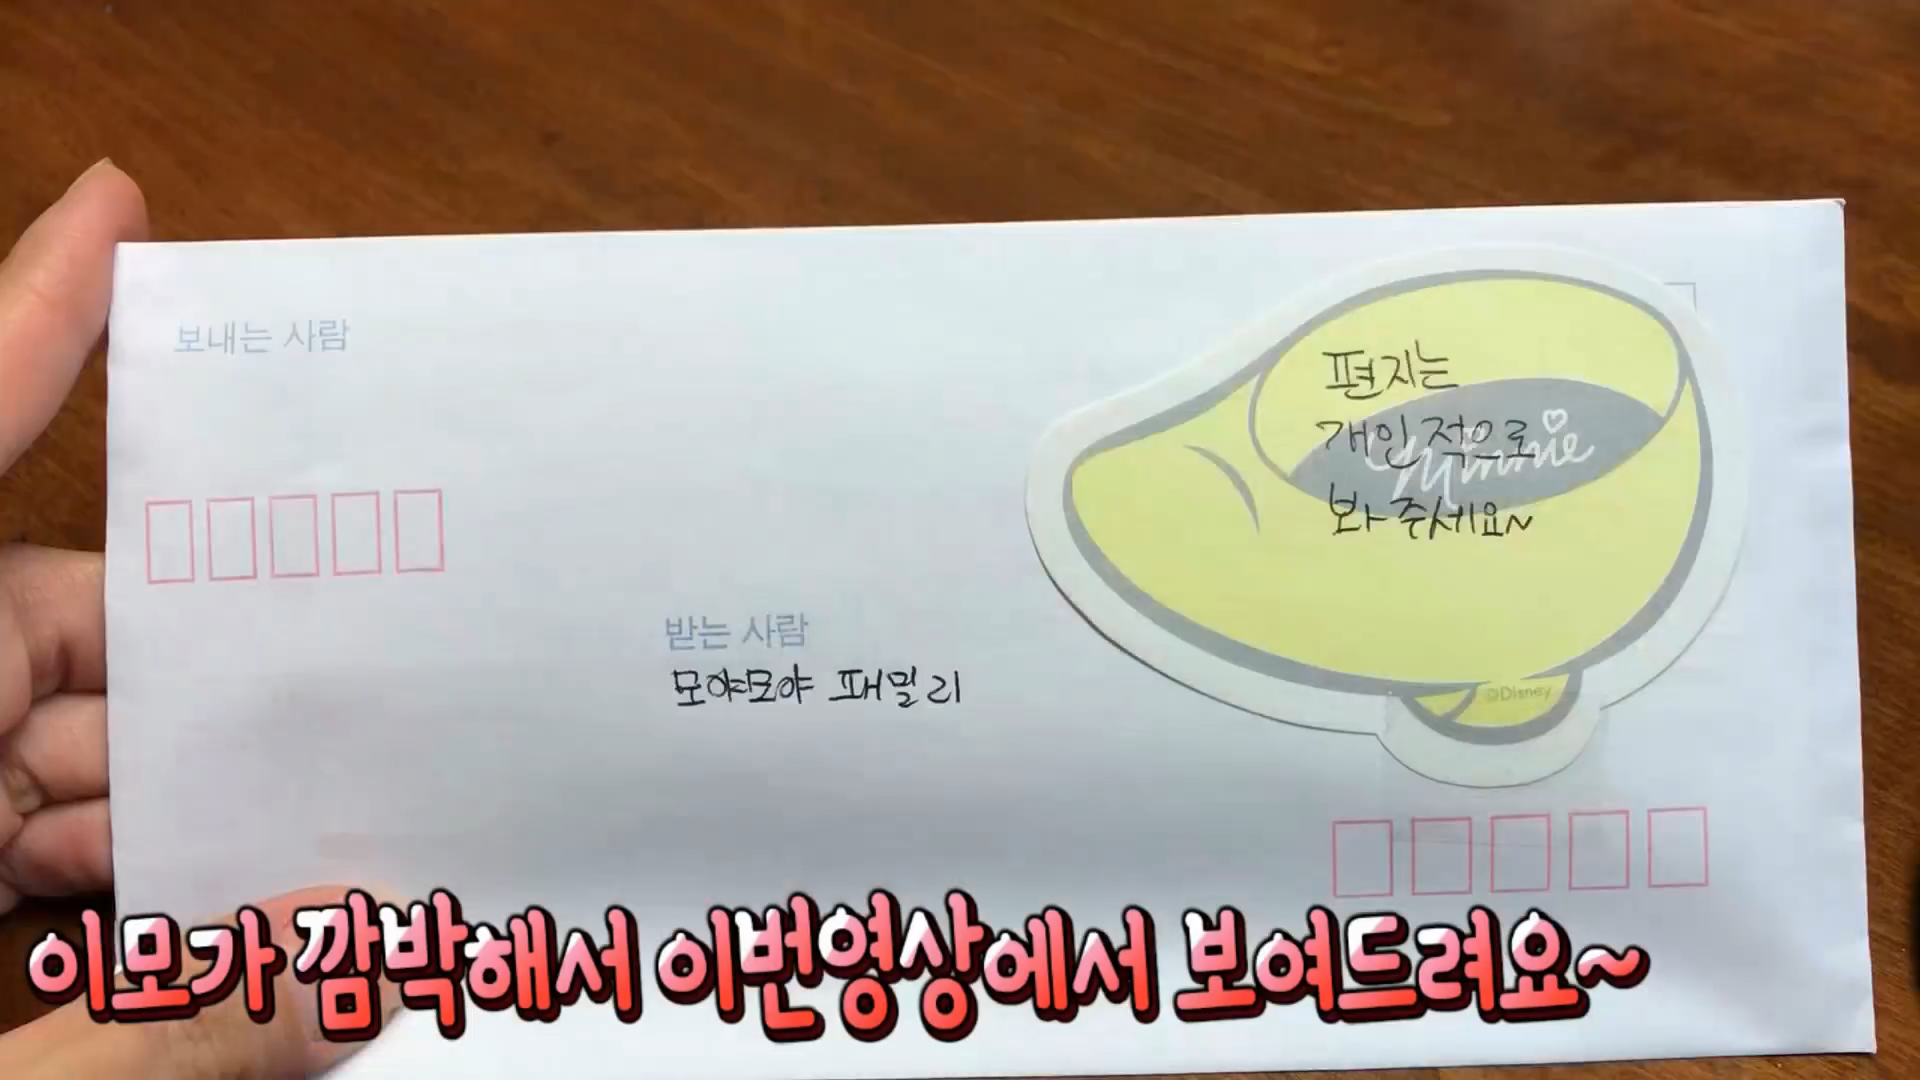 보내는 사람
편지는
개인적으로
Minnie
봐 주세요~
받는 사람
모야모야 패밀리
©Disney
이모가 깜박해서 이번영상에서 보여드려요~